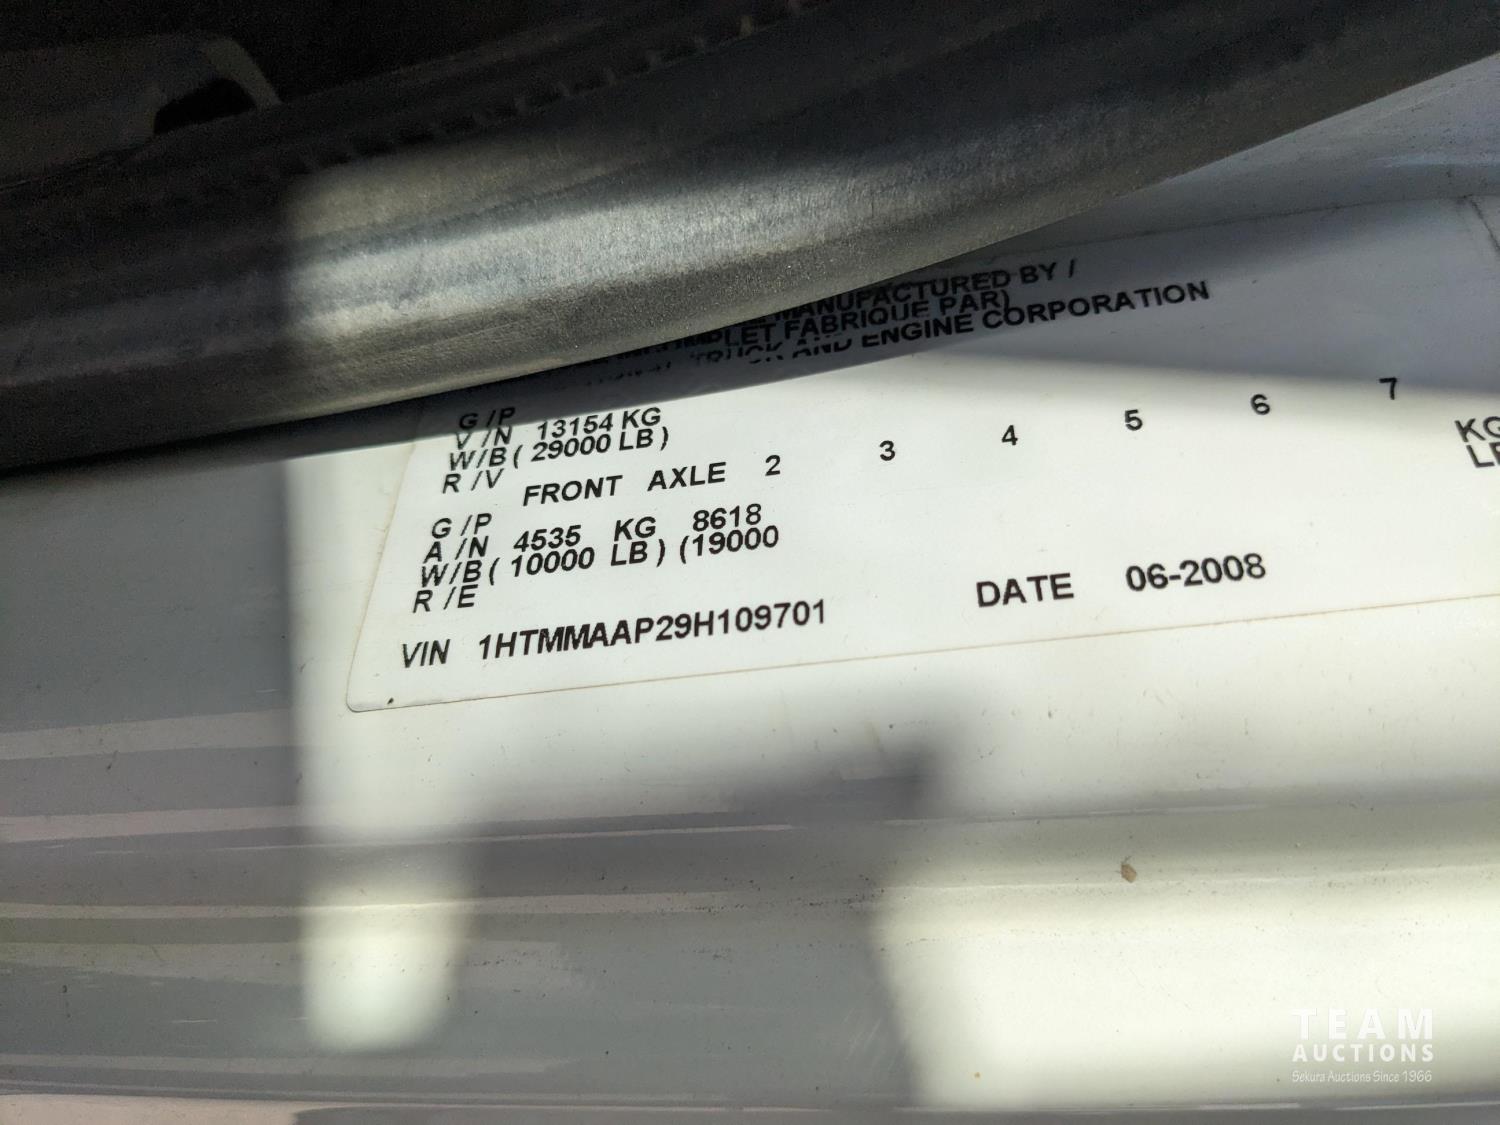 MANUFACTURED BY /
FABRIQUE PAR)
TRUCK AND ENGINE CORPORATION
G/P
V/N 13154 KG
W/B ( 29000 LB )
R/V
FRONT AXLE 2 3 4 5 6 7
G/P
A/N 4535 KG 8618 KG
W/B ( 10000 LB ) (19000
R/E
VIN 1HTMMAAP29H109701 DATE 06-2008
TEAM
AUCTIONS
Sekura Auctions Since 1966